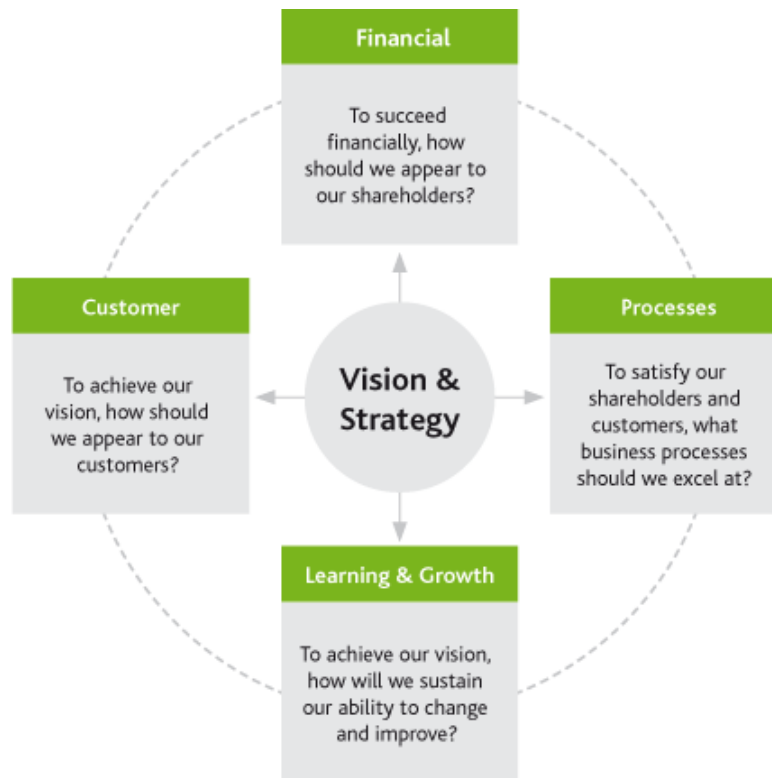 Financial
To succeed
financially, how
should we appear to
our shareholders?
Customer
To achieve our
vision, how should
we appear to our
customers?
Vision &
Strategy
Processes
To satisfy our
shareholders and
customers, what
business processes
should we excel at?
Learning & Growth
To achieve our vision,
how will we sustain
our ability to change
and improve?